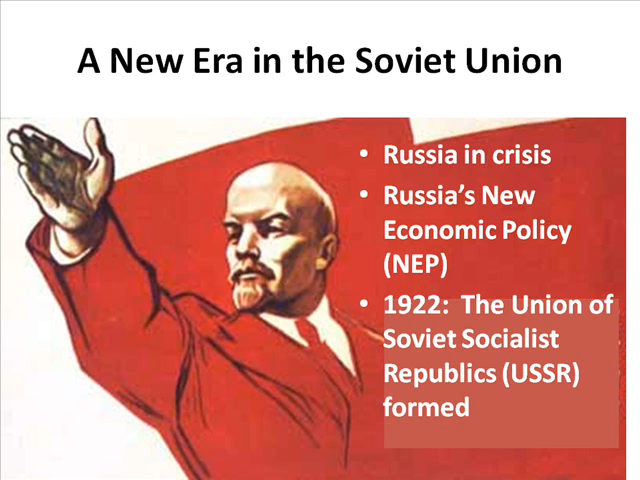 A New Era in the Soviet Union
• Russia in crisis
• Russia’s New
Economic Policy
(NEP)
• 1922:  The Union of
Soviet Socialist
Republics (USSR)
formed